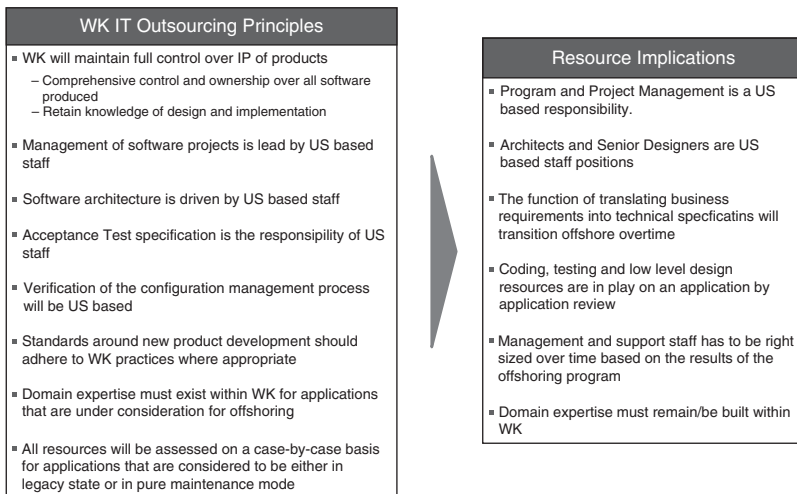 WK IT Outsourcing Principles
WK will maintain full control over IP of products
– Comprehensive control and ownership over all software
produced
– Retain knowledge of design and implementation
Management of software projects is lead by US based
staff
Software architecture is driven by US based staff
Acceptance Test specification is the responsipility of US
staff
Verification of the configuration management process
will be US based
Standards around new product development should
adhere to WK practices where appropriate
Domain expertise must exist within WK for applications
that are under consideration for offshoring
All resources will be assessed on a case-by-case basis
for applications that are considered to be either in
legacy state or in pure maintenance mode
Resource Implications
Program and Project Management is a US
based responsibility.
Architects and Senior Designers are US
based staff positions
The function of translating business
requirements into technical specficatins will
transition offshore overtime
Coding, testing and low level design
resources are in play on an application by
application review
Management and support staff has to be right
sized over time based on the results of the
offshoring program
Domain expertise must remain/be built within
WK